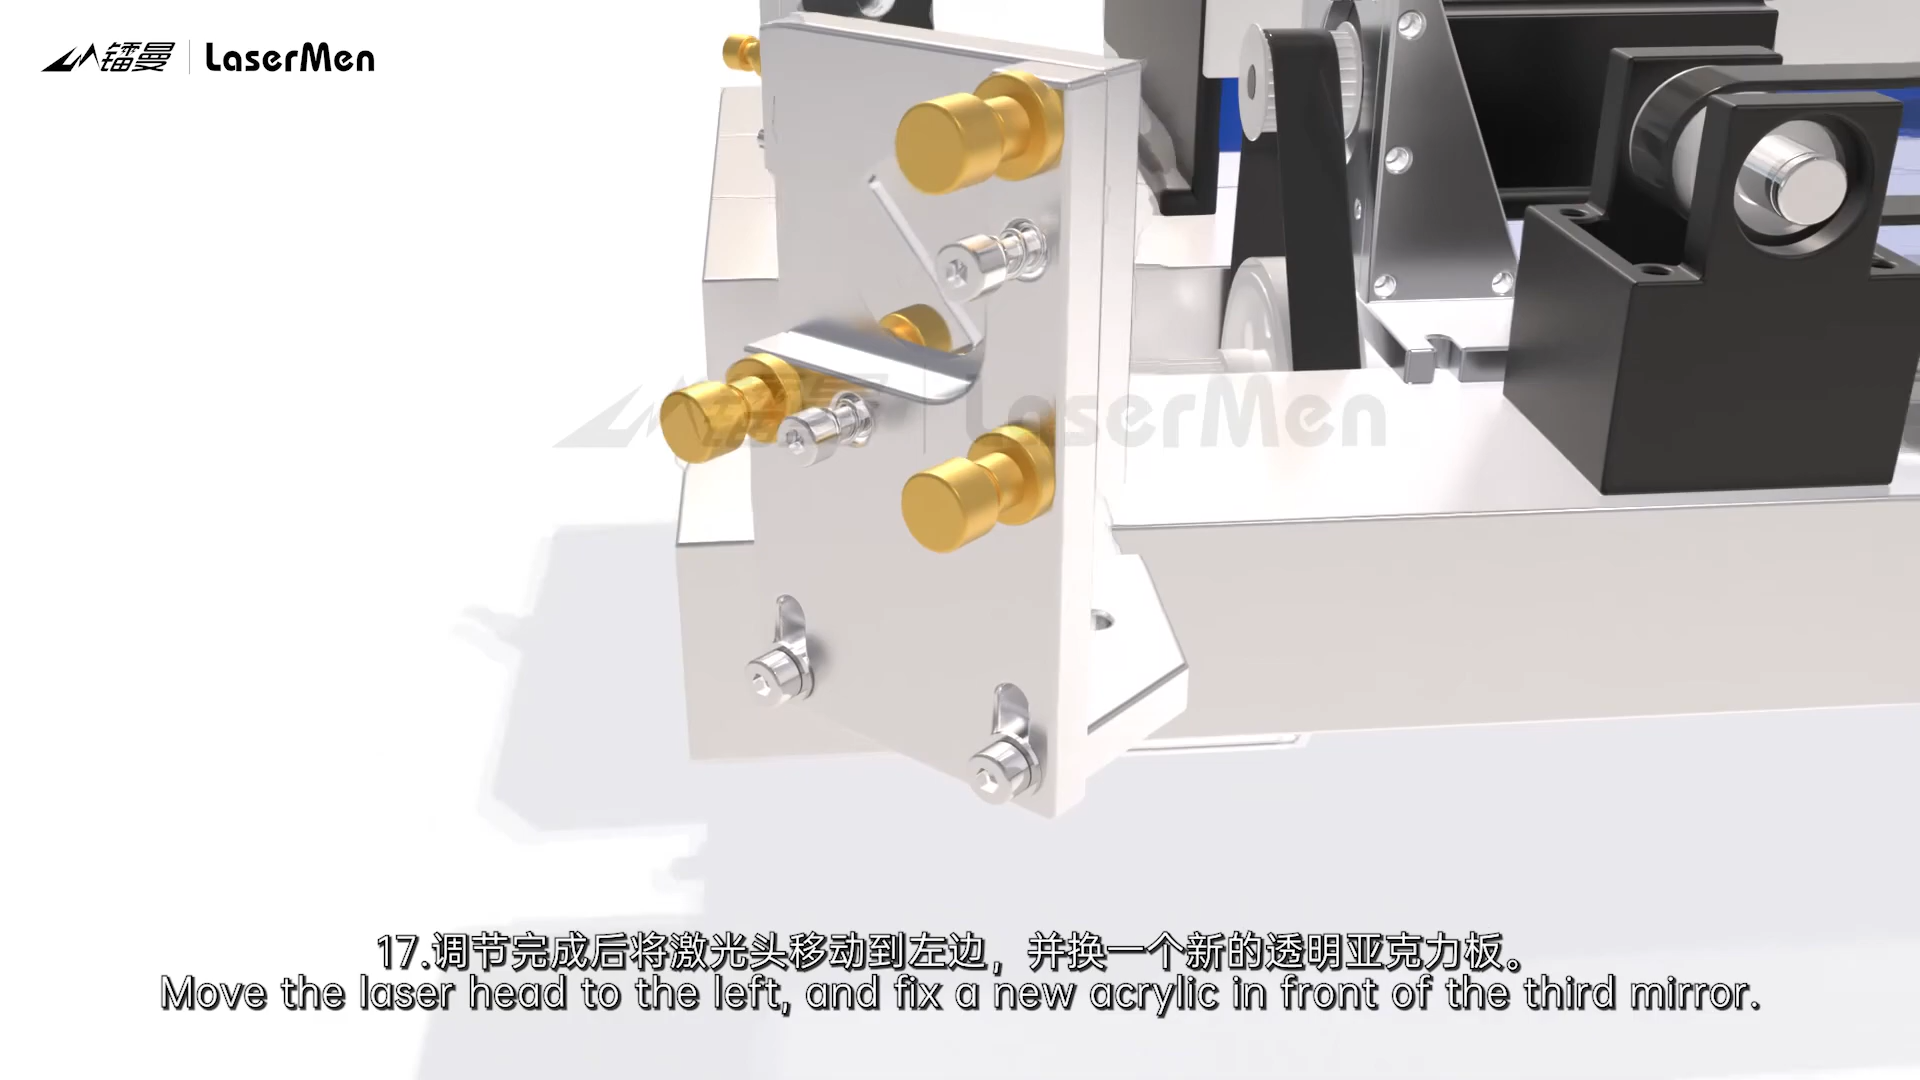 镭曼 | LaserMen
镭曼 | LaserMen
17.调节完成后将激光头移动到左边，并换一个新的透明亚克力板。
Move the laser head to the left, and fix a new acrylic in front of the third mirror.